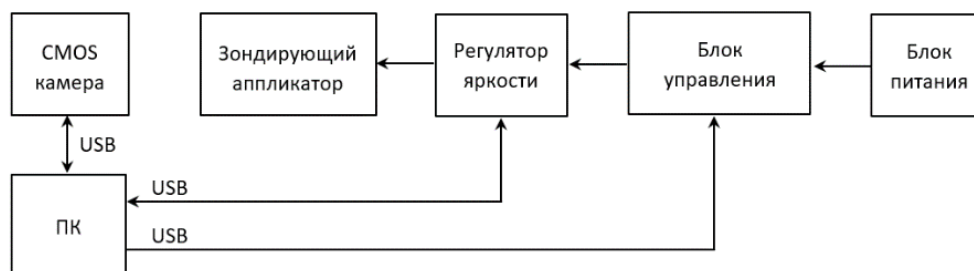 CMOS
камера
Зондирующий
аппликатор
Регулятор
яркости
Блок
управления
Блок
питания
USB
ПК
USB
USB